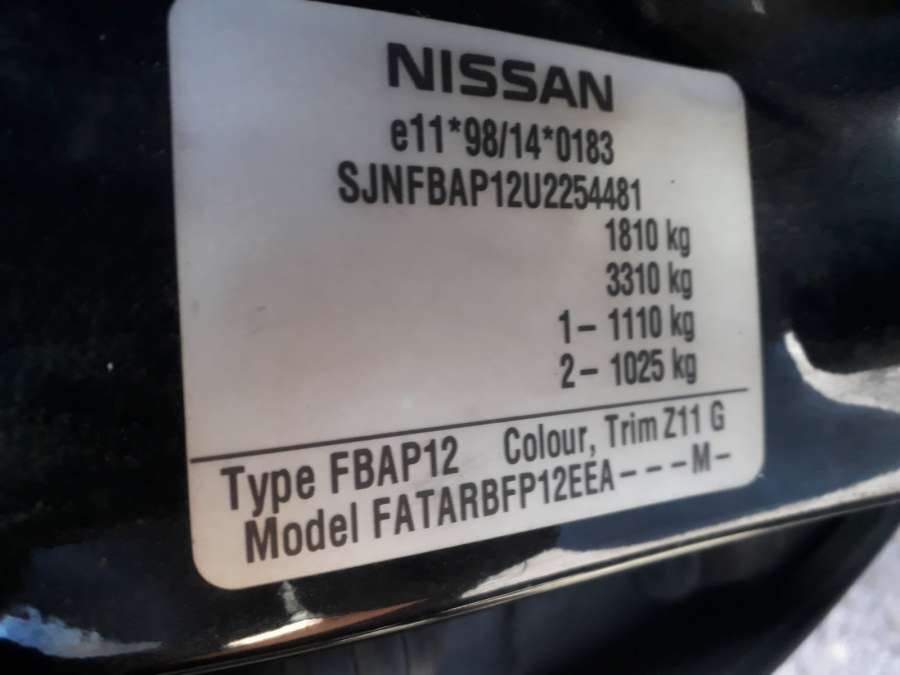 NISSAN
e11*98/14*0183
SJNFBAP12U2254481
1810 kg
3310 kg
1- 1110 kg
2- 1025 kg
Type FBAP12 Colour, Trim Z11 G
Model FATARBFP12EEA---M-